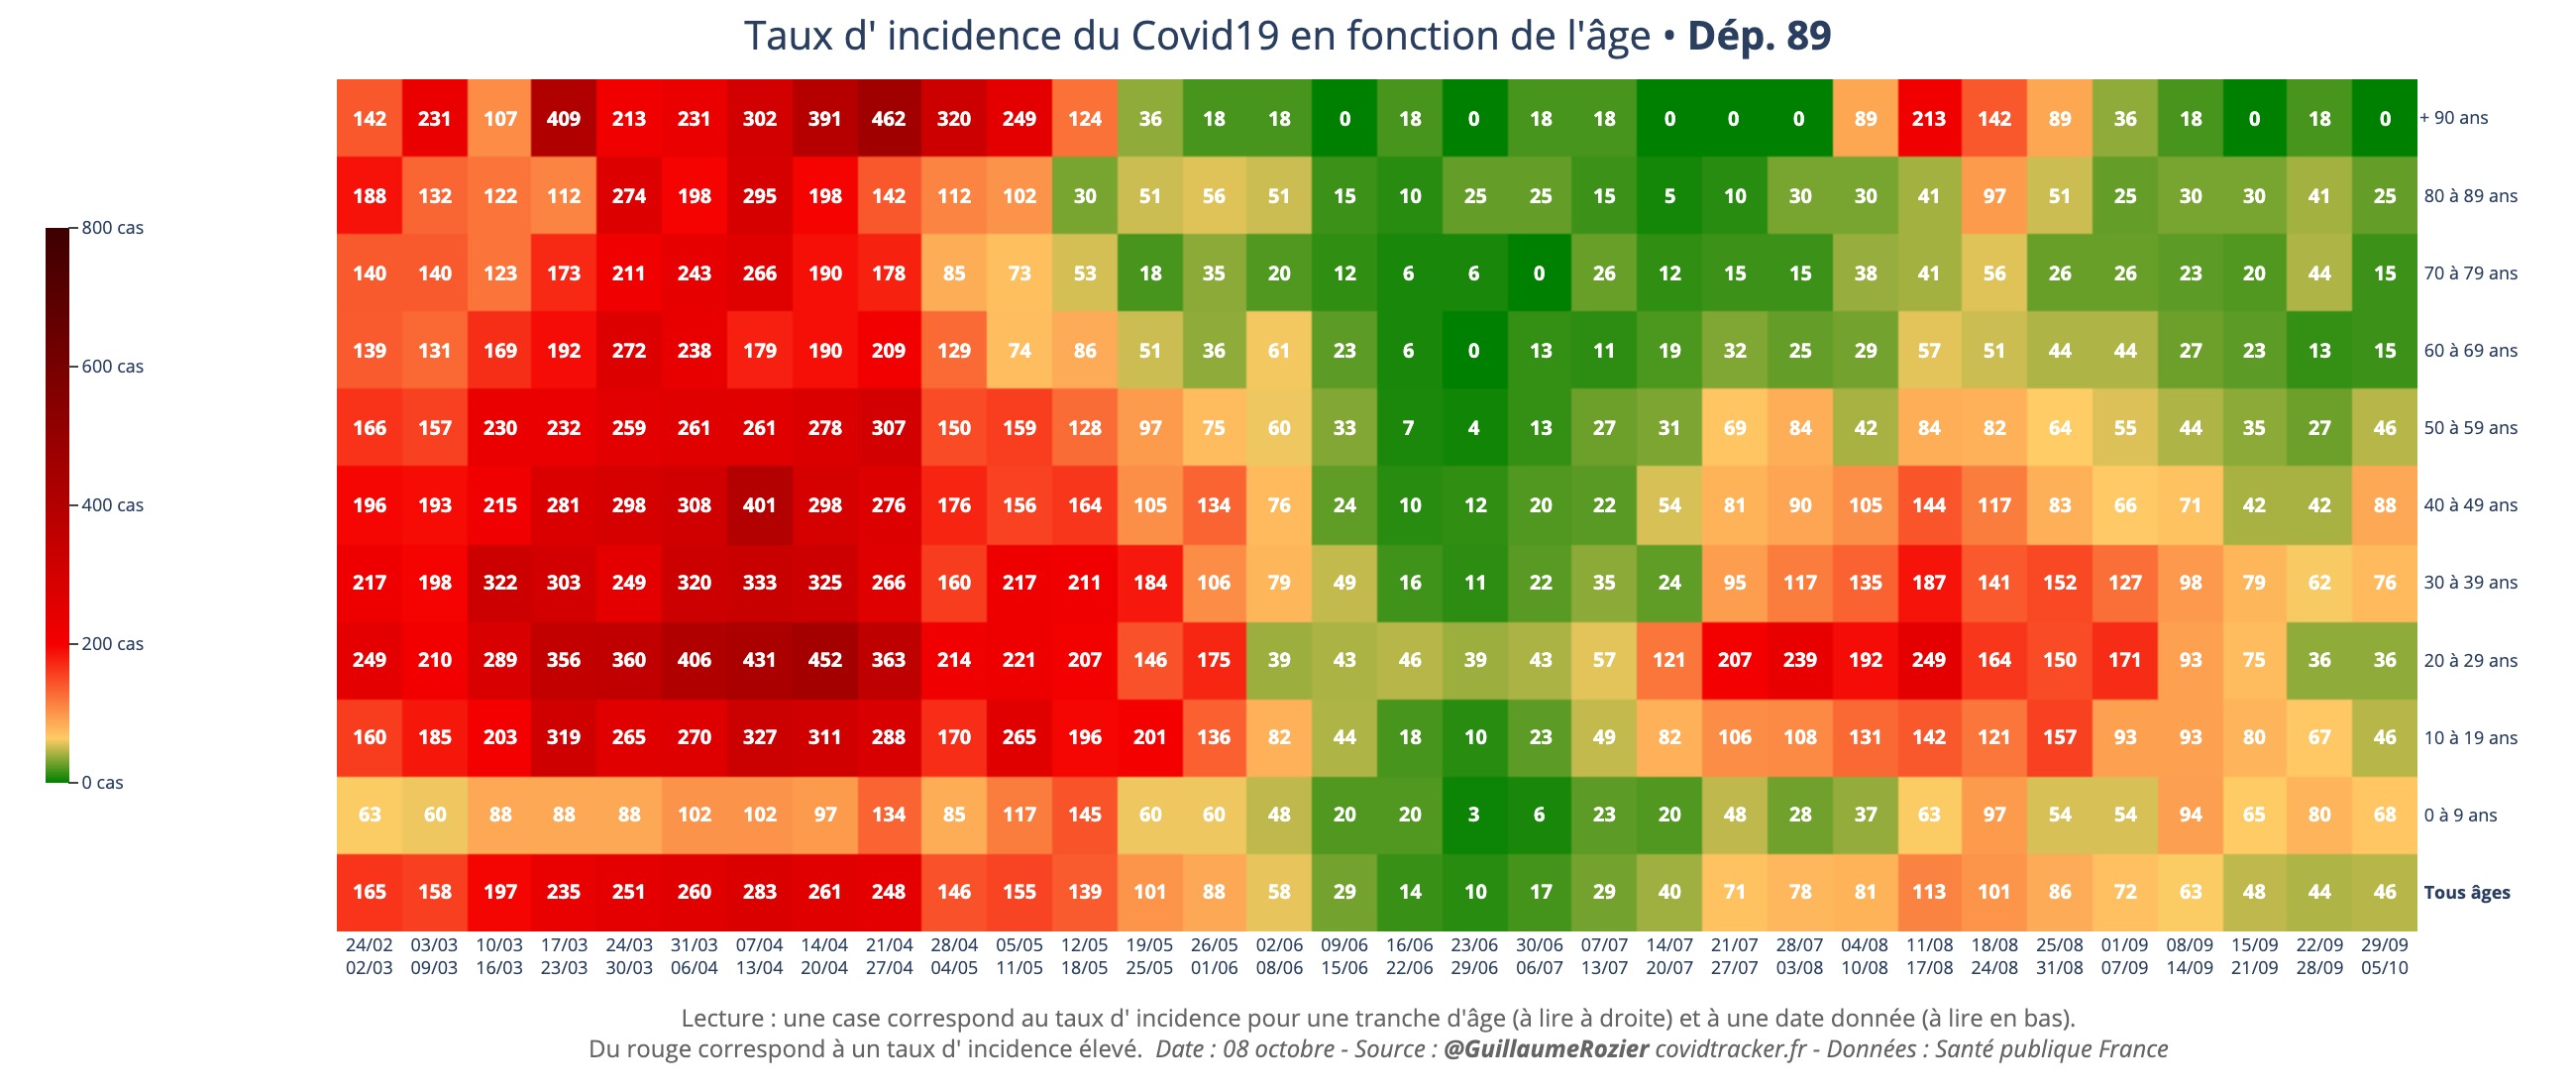 Taux d' incidence du Covid19 en fonction de l'âge • Dép. 89
142 231 107 409 213 231 302 391 462 320 249 124 36 18 18 0 18 0 18 18 0 0 0 89 213 142 89 36 18 0 18 0 + 90 ans
188 132 122 112 274 198 295 198 142 112 102 30 51 56 51 15 10 25 25 15 5 10 30 30 41 97 51 25 30 30 41 25 80 à 89 ans
800 cas
140 140 123 173 211 243 266 190 178 85 73 53 18 35 20 12 6 6 0 26 12 15 15 38 41 56 26 26 23 20 44 15 70 à 79 ans
139 131 169 192 272 238 179 190 209 129 74 86 51 36 61 23 6 0 13 11 19 32 25 29 57 51 44 44 27 23 13 15 60 à 69 ans
600 cas
166 157 230 232 259 261 261 278 307 150 159 128 97 75 60 33 7 4 13 27 31 69 84 42 84 82 64 55 44 35 27 46 50 à 59 ans
400 cas
196 193 215 281 298 308 401 298 276 176 156 164 105 134 76 24 10 12 20 22 54 81 90 105 144 117 83 66 71 42 42 88 40 à 49 ans
217 198 322 303 249 320 333 325 266 160 217 211 184 106 79 49 16 11 22 35 24 95 117 135 187 141 152 127 98 79 62 76 30 à 39 ans
200 cas
249 210 289 356 360 406 431 452 363 214 221 207 146 175 39 43 46 39 43 57 121 207 239 192 249 164 150 171 93 75 36 36 20 à 29 ans
160 185 203 319 265 270 327 311 288 170 265 196 201 136 82 44 18 10 23 49 82 106 108 131 142 121 157 93 93 80 67 46 10 à 19 ans
0 cas
63 60 88 88 88 102 102 97 134 85 117 145 60 60 48 20 20 3 6 23 20 48 28 37 63 97 54 54 94 65 80 68 0 à 9 ans
165 158 197 235 251 260 283 261 248 146 155 139 101 88 58 29 14 10 17 29 40 71 78 81 113 101 86 72 63 48 44 46 Tous âges
24/02 03/03 10/03 17/03 24/03 31/03 07/04 14/04 21/04 28/04 05/05 12/05 19/05 26/05 02/06 09/06 16/06 23/06 30/06 07/07 14/07 21/07 28/07 04/08 11/08 18/08 25/08 01/09 08/09 15/09 22/09 29/09
02/03 09/03 16/03 23/03 30/03 06/04 13/04 20/04 27/04 04/05 11/05 18/05 25/05 01/06 08/06 15/06 22/06 29/06 06/07 13/07 20/07 27/07 03/08 10/08 17/08 24/08 31/08 07/09 14/09 21/09 28/09 05/10
Lecture : une case correspond au taux d' incidence pour une tranche d'âge (à lire à droite) et à une date donnée (à lire en bas).
Du rouge correspond à un taux d' incidence élevé. Date : 08 octobre - Source : @GuillaumeRozier covidtracker.fr - Données : Santé publique France